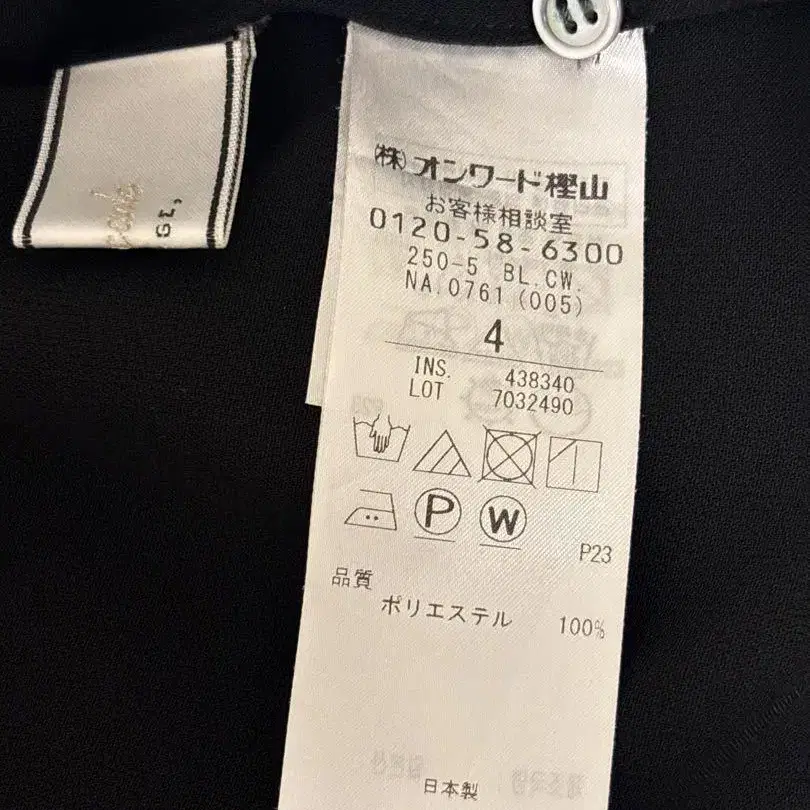 (株)オンワード樫山
お客様相談室
0120-58-6300
250-5 BL.CW.
NA.0761 (005)
4
INS. 438340
LOT 7032490
P W
P23
品質
ポリエステル 100%
日本製